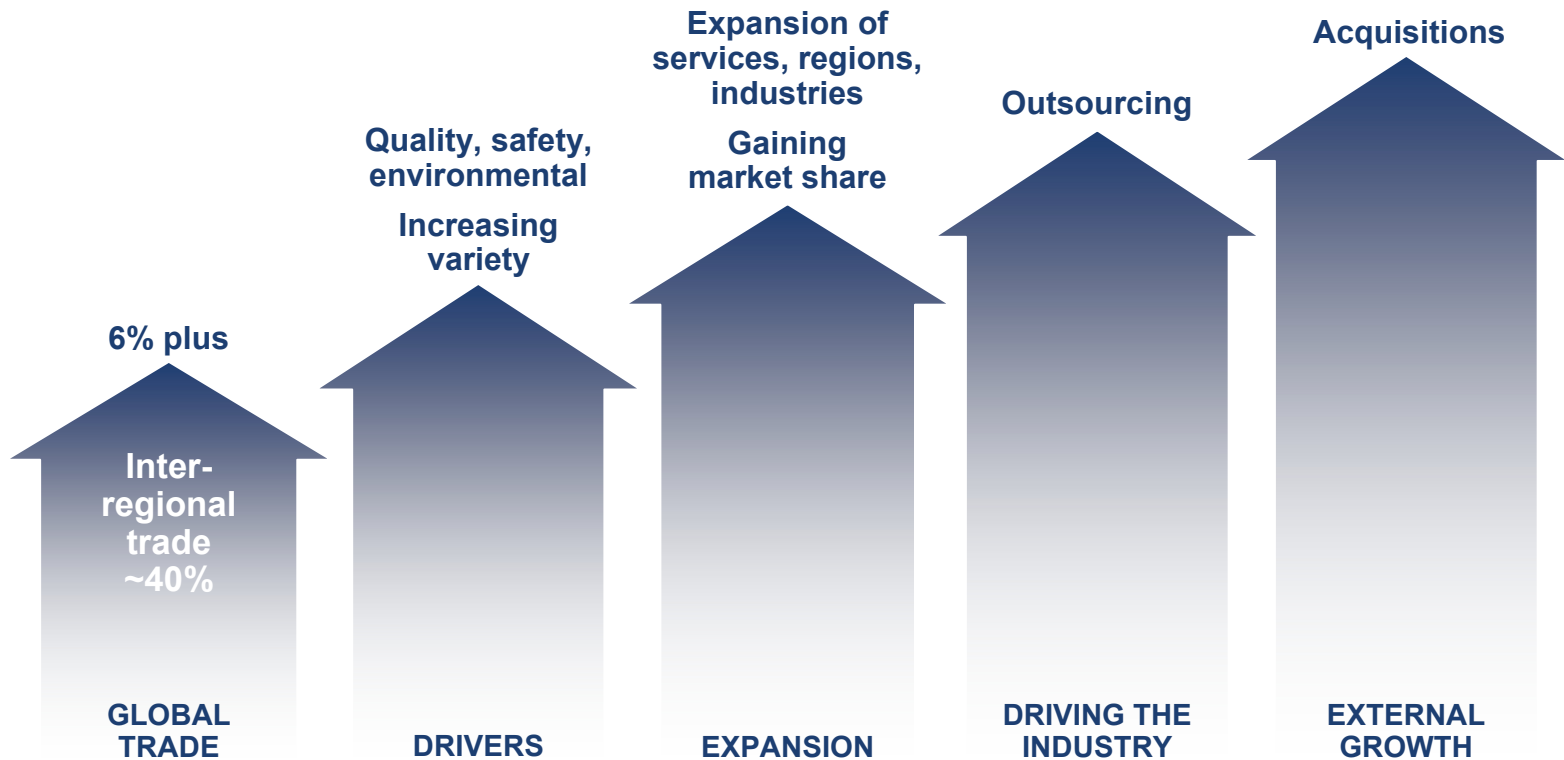 6% plus
Inter-
regional
trade
~40%
GLOBAL
TRADE
Quality, safety,
environmental
Increasing
variety
DRIVERS
Expansion of
services, regions,
industries
Gaining
market share
EXPANSION
Outsourcing
DRIVING THE
INDUSTRY
Acquisitions
EXTERNAL
GROWTH